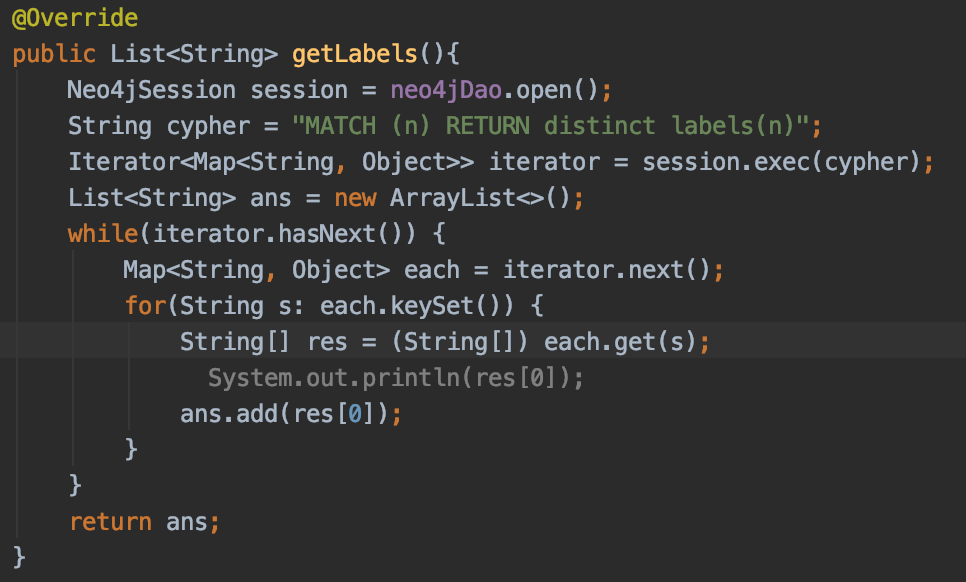 @Override
public List<String> getLabels(){
    Neo4jSession session = neo4jDao.open();
    String cypher = "MATCH (n) RETURN distinct labels(n)";
    Iterator<Map<String, Object>> iterator = session.exec(cypher);
    List<String> ans = new ArrayList<>();
    while(iterator.hasNext()) {
        Map<String, Object> each = iterator.next();
        for(String s: each.keySet()) {
            String[] res = (String[]) each.get(s);
              System.out.println(res[0]);
            ans.add(res[0]);
        }
    }
    return ans;
}